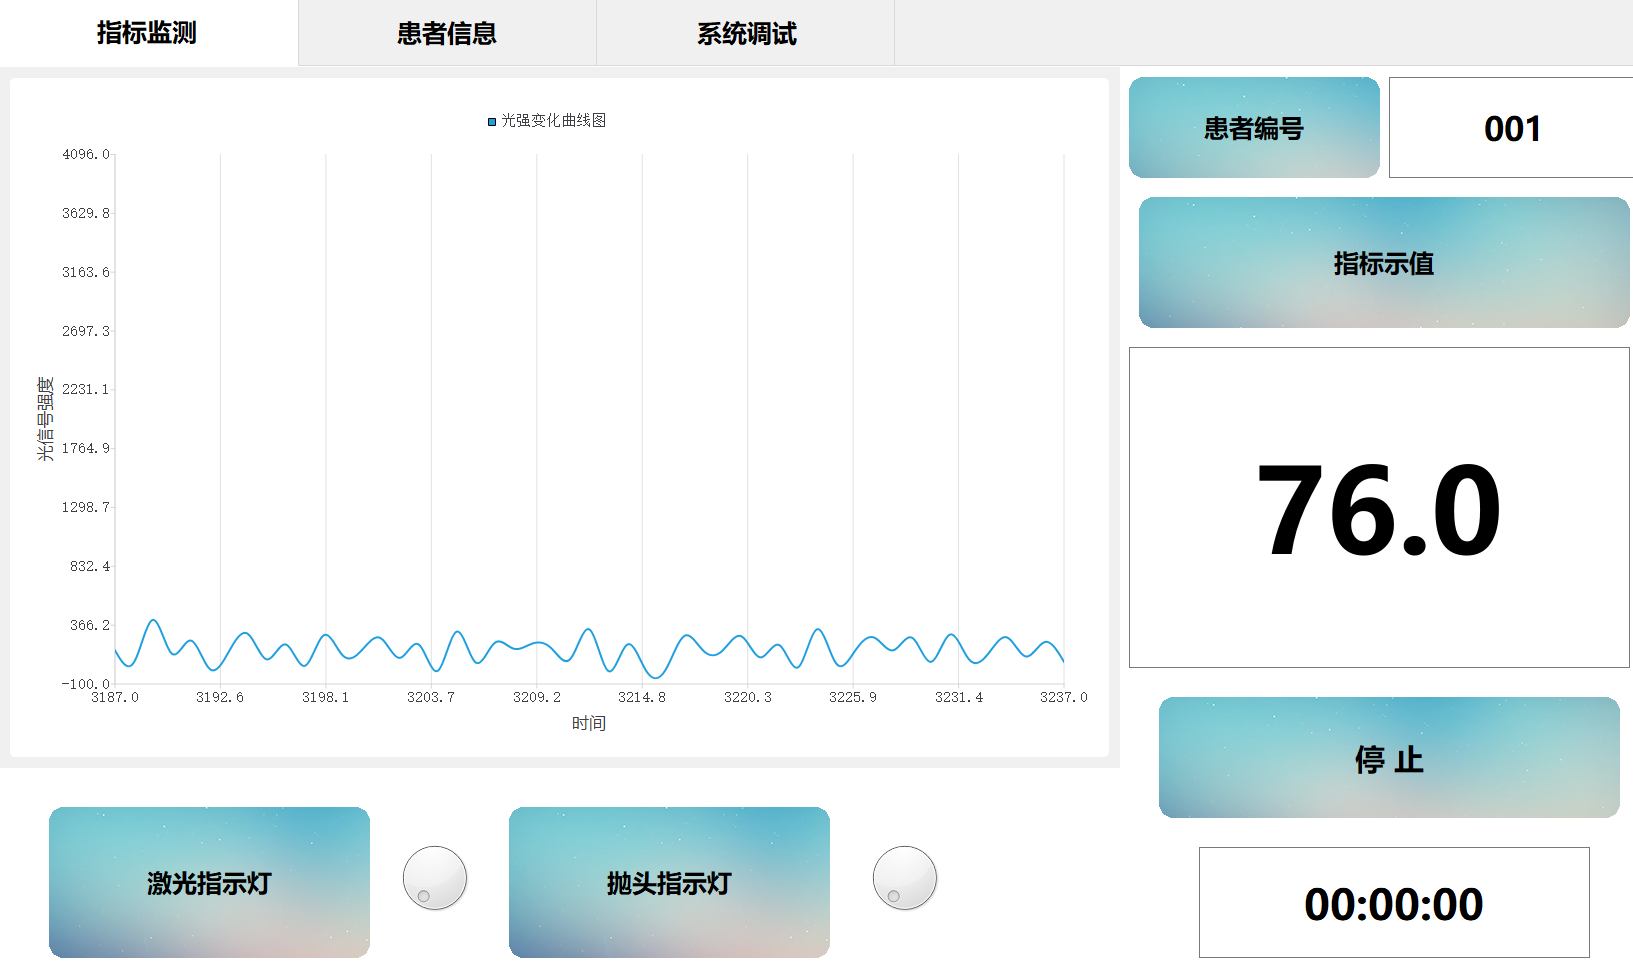 指标监测
患者信息
系统调试
光强变化曲线图
4096.0
3629.8
3163.6
2697.3
2231.1
1764.9
1298.7
832.4
366.2
-100.0
光信号强度
3187.0 3192.6 3198.1 3203.7 3209.2 3214.8 3220.3 3225.9 3231.4 3237.0
时间
患者编号
001
指标示值
76.0
停 止
激光指示灯
抛头指示灯
00:00:00